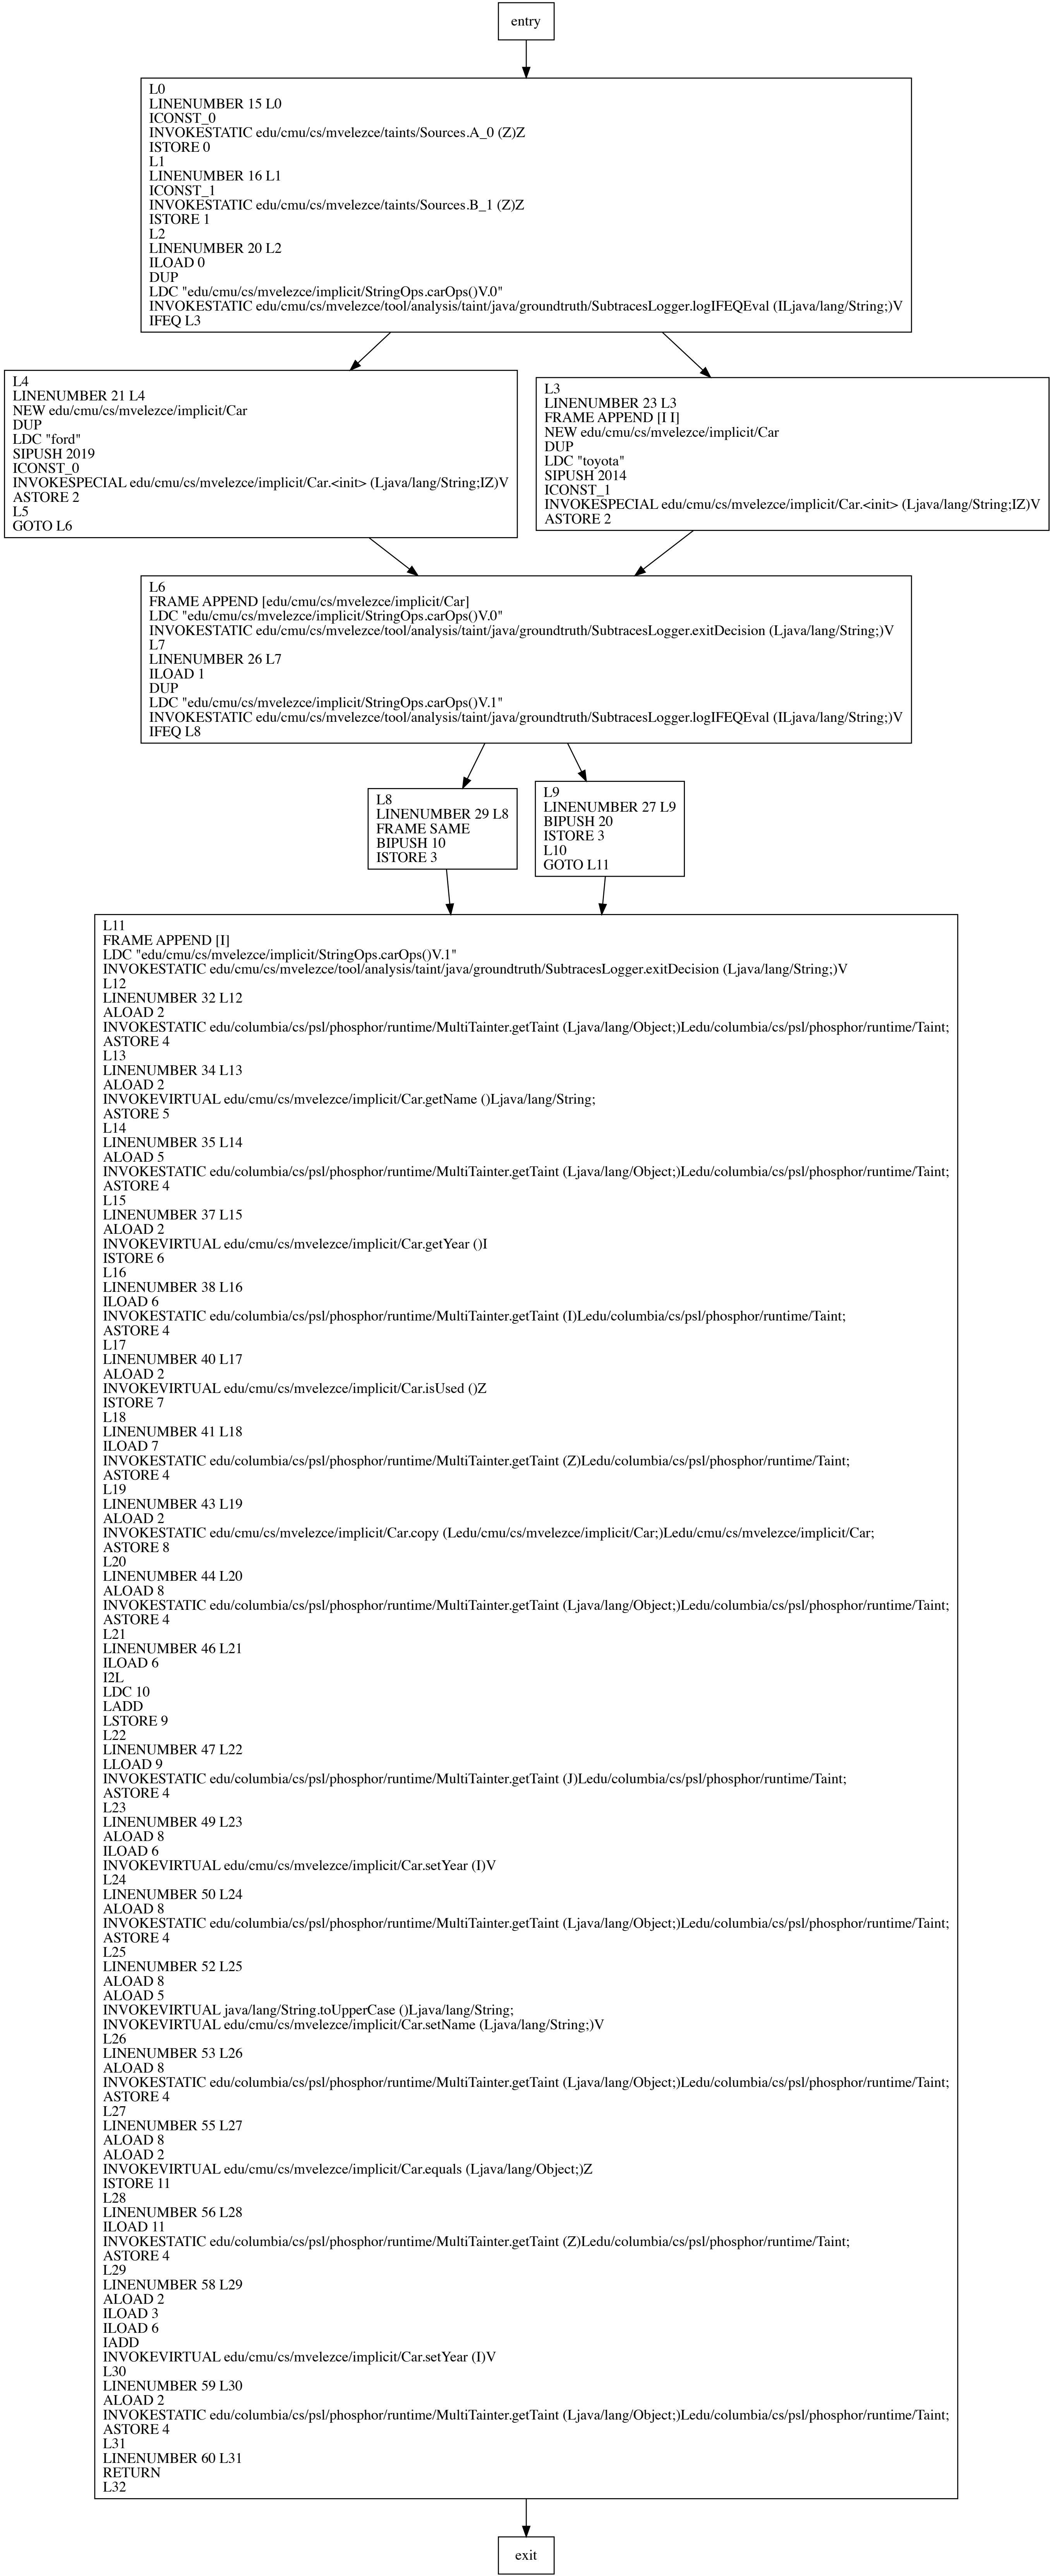 entry
L0
LINENUMBER 15 L0
ICONST_0
INVOKESTATIC edu/cmu/cs/mvelezce/taints/Sources.A_0 (Z)Z
ISTORE 0
L1
LINENUMBER 16 L1
ICONST_1
INVOKESTATIC edu/cmu/cs/mvelezce/taints/Sources.B_1 (Z)Z
ISTORE 1
L2
LINENUMBER 20 L2
ILOAD 0
DUP
LDC "edu/cmu/cs/mvelezce/implicit/StringOps.carOps()V.0"
INVOKESTATIC edu/cmu/cs/mvelezce/tool/analysis/taint/java/groundtruth/SubtracesLogger.logIFEQEval (ILjava/lang/String;)V
IFEQ L3
L4
LINENUMBER 21 L4
NEW edu/cmu/cs/mvelezce/implicit/Car
DUP
LDC "ford"
SIPUSH 2019
ICONST_0
INVOKESPECIAL edu/cmu/cs/mvelezce/implicit/Car.<init> (Ljava/lang/String;IZ)V
ASTORE 2
L5
GOTO L6
L3
LINENUMBER 23 L3
FRAME APPEND [I I]
NEW edu/cmu/cs/mvelezce/implicit/Car
DUP
LDC "toyota"
SIPUSH 2014
ICONST_1
INVOKESPECIAL edu/cmu/cs/mvelezce/implicit/Car.<init> (Ljava/lang/String;IZ)V
ASTORE 2
L6
FRAME APPEND [edu/cmu/cs/mvelezce/implicit/Car]
LDC "edu/cmu/cs/mvelezce/implicit/StringOps.carOps()V.0"
INVOKESTATIC edu/cmu/cs/mvelezce/tool/analysis/taint/java/groundtruth/SubtracesLogger.exitDecision (Ljava/lang/String;)V
L7
LINENUMBER 26 L7
ILOAD 1
DUP
LDC "edu/cmu/cs/mvelezce/implicit/StringOps.carOps()V.1"
INVOKESTATIC edu/cmu/cs/mvelezce/tool/analysis/taint/java/groundtruth/SubtracesLogger.logIFEQEval (ILjava/lang/String;)V
IFEQ L8
L8
LINENUMBER 29 L8
FRAME SAME
BIPUSH 10
ISTORE 3
L9
LINENUMBER 27 L9
BIPUSH 20
ISTORE 3
L10
GOTO L11
L11
FRAME APPEND [I]
LDC "edu/cmu/cs/mvelezce/implicit/StringOps.carOps()V.1"
INVOKESTATIC edu/cmu/cs/mvelezce/tool/analysis/taint/java/groundtruth/SubtracesLogger.exitDecision (Ljava/lang/String;)V
L12
LINENUMBER 32 L12
ALOAD 2
INVOKESTATIC edu/columbia/cs/psl/phosphor/runtime/MultiTainter.getTaint (Ljava/lang/Object;)Ledu/columbia/cs/psl/phosphor/runtime/Taint;
ASTORE 4
L13
LINENUMBER 34 L13
ALOAD 2
INVOKEVIRTUAL edu/cmu/cs/mvelezce/implicit/Car.getName ()Ljava/lang/String;
ASTORE 5
L14
LINENUMBER 35 L14
ALOAD 5
INVOKESTATIC edu/columbia/cs/psl/phosphor/runtime/MultiTainter.getTaint (Ljava/lang/Object;)Ledu/columbia/cs/psl/phosphor/runtime/Taint;
ASTORE 4
L15
LINENUMBER 37 L15
ALOAD 2
INVOKEVIRTUAL edu/cmu/cs/mvelezce/implicit/Car.getYear ()I
ISTORE 6
L16
LINENUMBER 38 L16
ILOAD 6
INVOKESTATIC edu/columbia/cs/psl/phosphor/runtime/MultiTainter.getTaint (I)Ledu/columbia/cs/psl/phosphor/runtime/Taint;
ASTORE 4
L17
LINENUMBER 40 L17
ALOAD 2
INVOKEVIRTUAL edu/cmu/cs/mvelezce/implicit/Car.isUsed ()Z
ISTORE 7
L18
LINENUMBER 41 L18
ILOAD 7
INVOKESTATIC edu/columbia/cs/psl/phosphor/runtime/MultiTainter.getTaint (Z)Ledu/columbia/cs/psl/phosphor/runtime/Taint;
ASTORE 4
L19
LINENUMBER 43 L19
ALOAD 2
INVOKESTATIC edu/cmu/cs/mvelezce/implicit/Car.copy (Ledu/cmu/cs/mvelezce/implicit/Car;)Ledu/cmu/cs/mvelezce/implicit/Car;
ASTORE 8
L20
LINENUMBER 44 L20
ALOAD 8
INVOKESTATIC edu/columbia/cs/psl/phosphor/runtime/MultiTainter.getTaint (Ljava/lang/Object;)Ledu/columbia/cs/psl/phosphor/runtime/Taint;
ASTORE 4
L21
LINENUMBER 46 L21
ILOAD 6
I2L
LDC 10
LADD
LSTORE 9
L22
LINENUMBER 47 L22
LLOAD 9
INVOKESTATIC edu/columbia/cs/psl/phosphor/runtime/MultiTainter.getTaint (J)Ledu/columbia/cs/psl/phosphor/runtime/Taint;
ASTORE 4
L23
LINENUMBER 49 L23
ALOAD 8
ILOAD 6
INVOKEVIRTUAL edu/cmu/cs/mvelezce/implicit/Car.setYear (I)V
L24
LINENUMBER 50 L24
ALOAD 8
INVOKESTATIC edu/columbia/cs/psl/phosphor/runtime/MultiTainter.getTaint (Ljava/lang/Object;)Ledu/columbia/cs/psl/phosphor/runtime/Taint;
ASTORE 4
L25
LINENUMBER 52 L25
ALOAD 8
ALOAD 5
INVOKEVIRTUAL java/lang/String.toUpperCase ()Ljava/lang/String;
INVOKEVIRTUAL edu/cmu/cs/mvelezce/implicit/Car.setName (Ljava/lang/String;)V
L26
LINENUMBER 53 L26
ALOAD 8
INVOKESTATIC edu/columbia/cs/psl/phosphor/runtime/MultiTainter.getTaint (Ljava/lang/Object;)Ledu/columbia/cs/psl/phosphor/runtime/Taint;
ASTORE 4
L27
LINENUMBER 55 L27
ALOAD 8
ALOAD 2
INVOKEVIRTUAL edu/cmu/cs/mvelezce/implicit/Car.equals (Ljava/lang/Object;)Z
ISTORE 11
L28
LINENUMBER 56 L28
ILOAD 11
INVOKESTATIC edu/columbia/cs/psl/phosphor/runtime/MultiTainter.getTaint (Z)Ledu/columbia/cs/psl/phosphor/runtime/Taint;
ASTORE 4
L29
LINENUMBER 58 L29
ALOAD 2
ILOAD 3
ILOAD 6
IADD
INVOKEVIRTUAL edu/cmu/cs/mvelezce/implicit/Car.setYear (I)V
L30
LINENUMBER 59 L30
ALOAD 2
INVOKESTATIC edu/columbia/cs/psl/phosphor/runtime/MultiTainter.getTaint (Ljava/lang/Object;)Ledu/columbia/cs/psl/phosphor/runtime/Taint;
ASTORE 4
L31
LINENUMBER 60 L31
RETURN
L32
exit